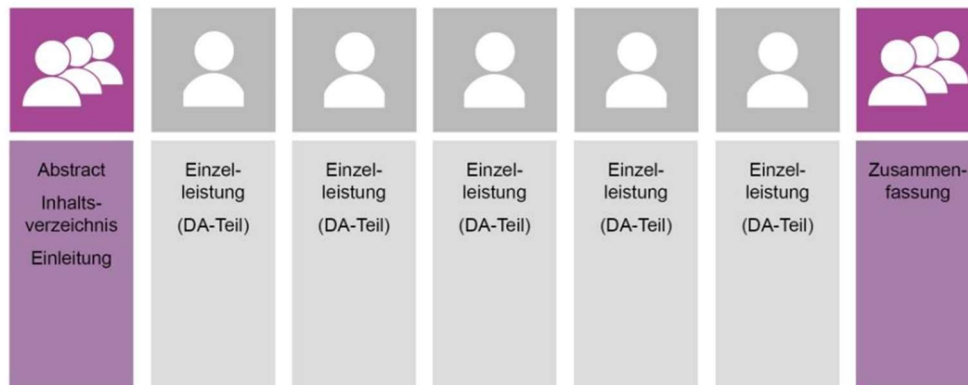 Abstract
Inhalts-
verzeichnis
Einleitung
Einzel-
leistung
(DA-Teil)
Einzel-
leistung
(DA-Teil)
Einzel-
leistung
(DA-Teil)
Einzel-
leistung
(DA-Teil)
Einzel-
leistung
(DA-Teil)
Zusammen-
fassung